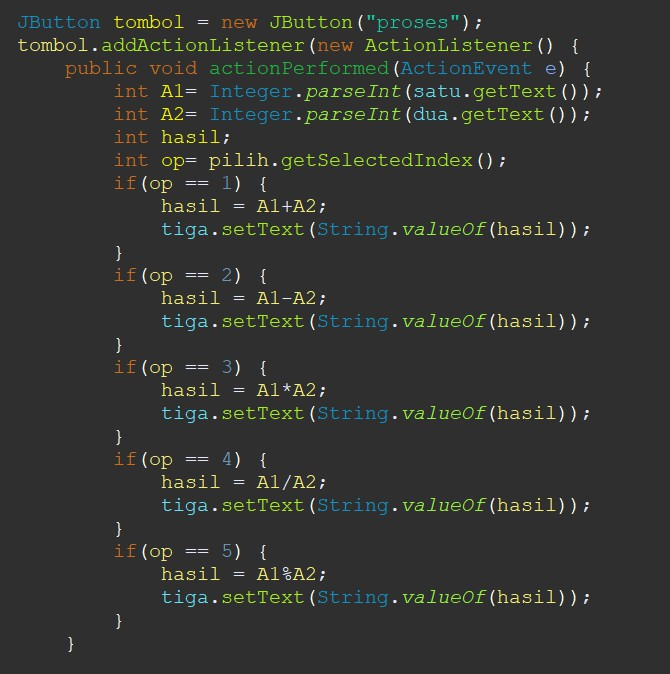 JButton tombol = new JButton("proses");
tombol.addActionListener(new ActionListener() {
    public void actionPerformed(ActionEvent e) {
        int A1= Integer.parseInt(satu.getText());
        int A2= Integer.parseInt(dua.getText());
        int hasil;
        int op= pilih.getSelectedIndex();
        if(op == 1) {
            hasil = A1+A2;
            tiga.setText(String.valueOf(hasil));
        }
        if(op == 2) {
            hasil = A1-A2;
            tiga.setText(String.valueOf(hasil));
        }
        if(op == 3) {
            hasil = A1*A2;
            tiga.setText(String.valueOf(hasil));
        }
        if(op == 4) {
            hasil = A1/A2;
            tiga.setText(String.valueOf(hasil));
        }
        if(op == 5) {
            hasil = A1%A2;
            tiga.setText(String.valueOf(hasil));
        }
    }